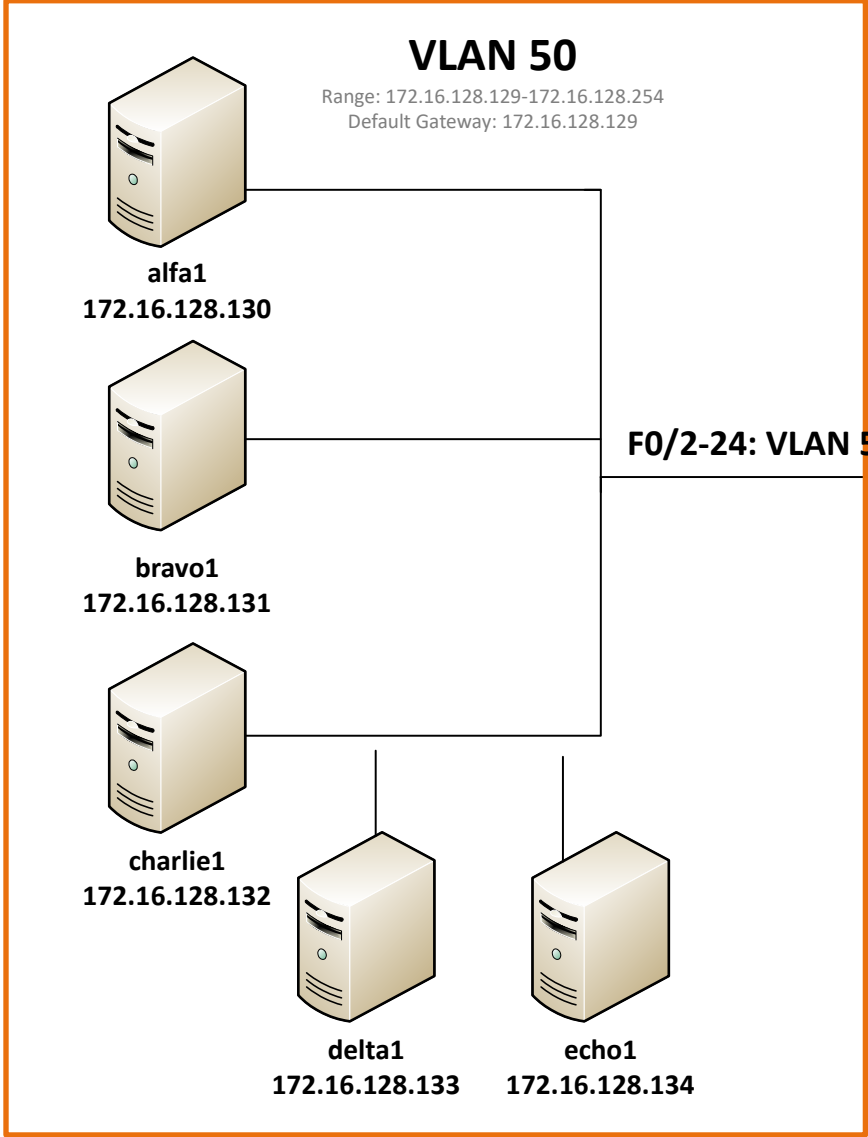 VLAN 50
Range: 172.16.128.129-172.16.128.254
Default Gateway: 172.16.128.129
alfa1
172.16.128.130
F0/2-24: VLAN 5
bravo1
172.16.128.131
charlie1
172.16.128.132
delta1
172.16.128.133
echo1
172.16.128.134